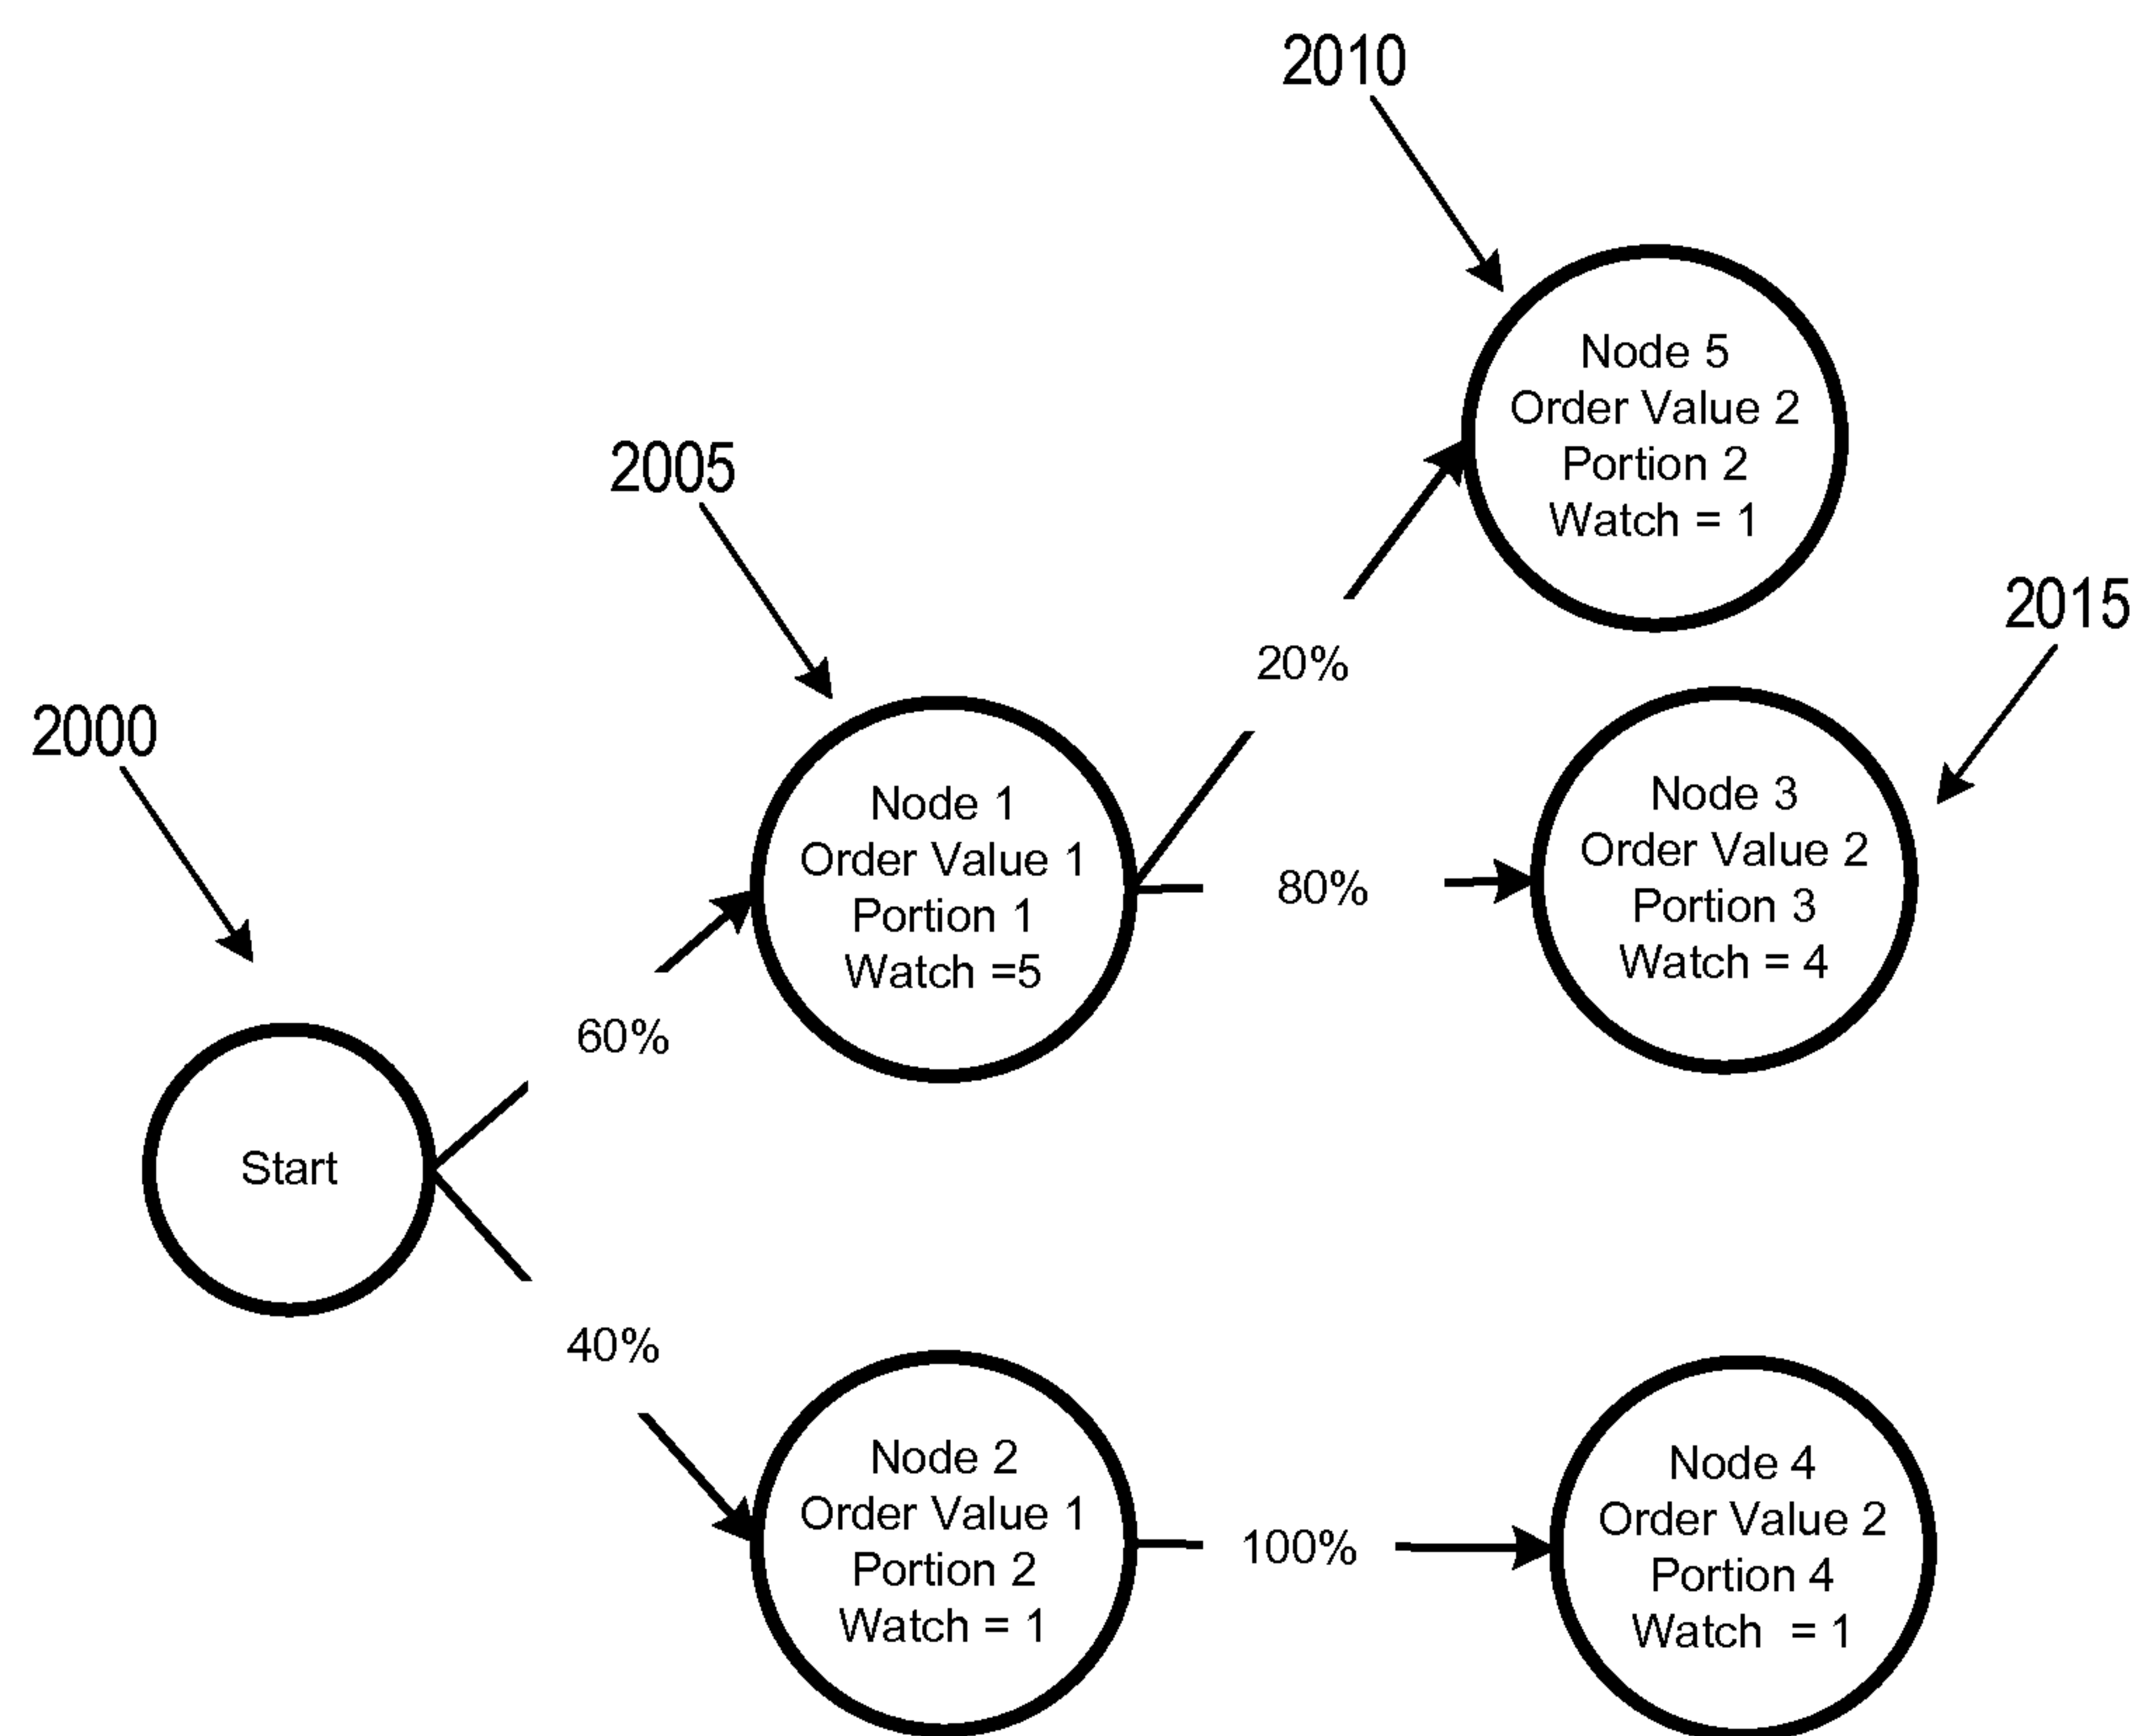 2010
Node 5
Order Value 2
Portion 2
Watch = 1
2005
2015
20%
2000
Node 1
Order Value 1
Portion 1
Watch =5
80%
Node 3
Order Value 2
Portion 3
Watch = 4
60%
Start
40%
Node 2
Order Value 1
Portion 2
Watch = 1
100%
Node 4
Order Value 2
Portion 4
Watch  = 1